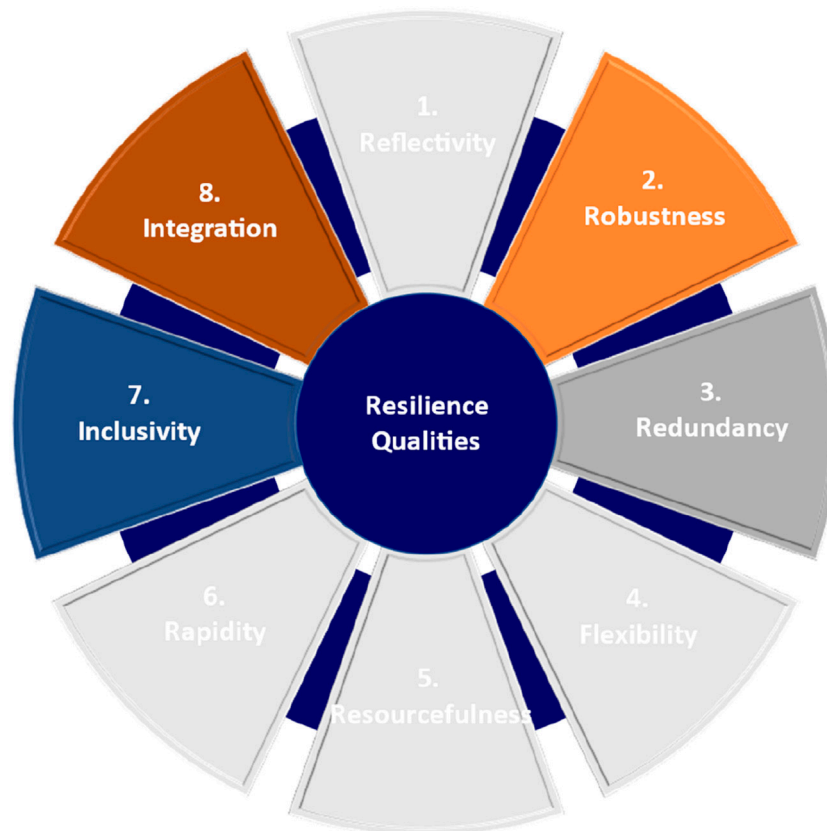 1.
Reflectivity
2.
Robustness
3.
Redundancy
4.
Flexibility
5.
Resourcefulness
6.
Rapidity
7.
Inclusivity
8.
Integration
Resilience
Qualities